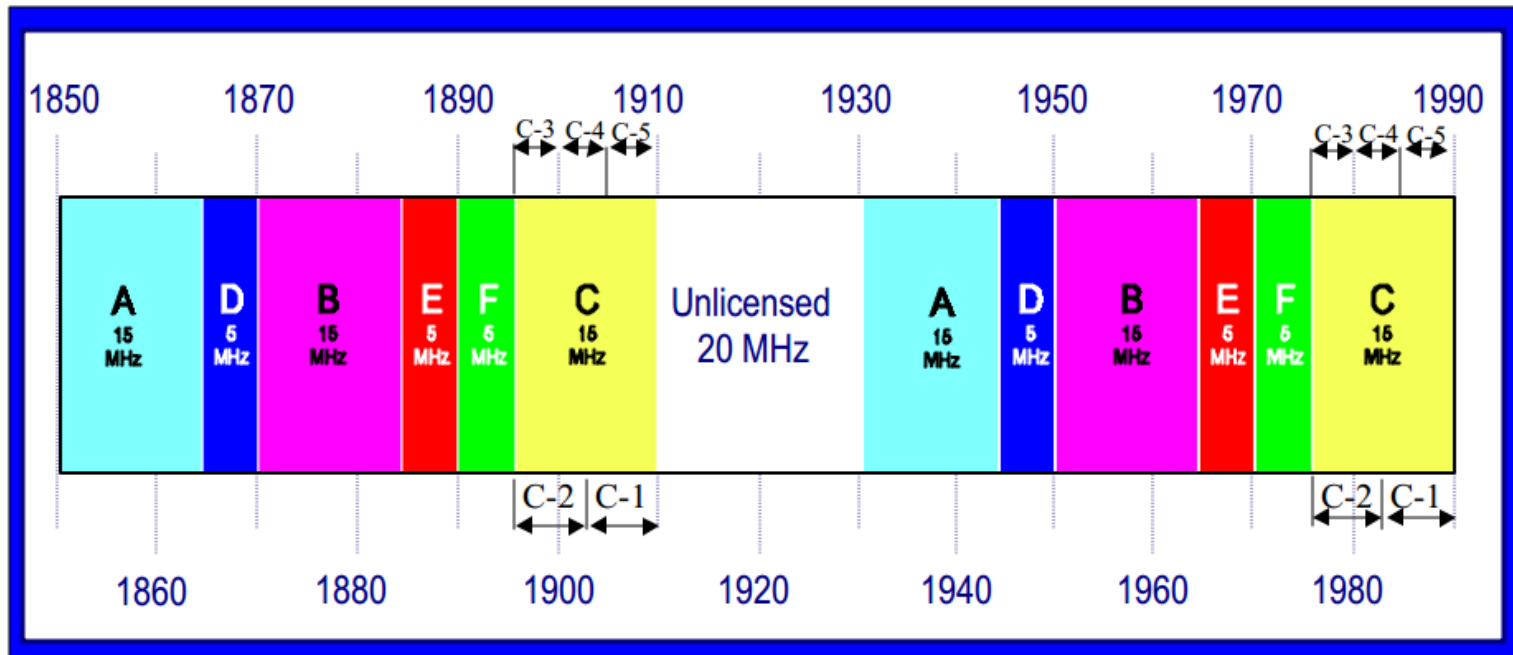 1850 1870 1890 1910 1930 1950 1970 1990
C-3 C-4 C-5 C-3 C-4 C-5
A D B E F C Unlicensed A D B E F C
15 5 15 5 5 15 20 MHz 15 5 15 5 5 15
MHz MHz MHz MHz MHz MHz MHz MHz MHz MHz MHz MHz
C-2 C-1 C-2 C-1
1860 1880 1900 1920 1940 1960 1980